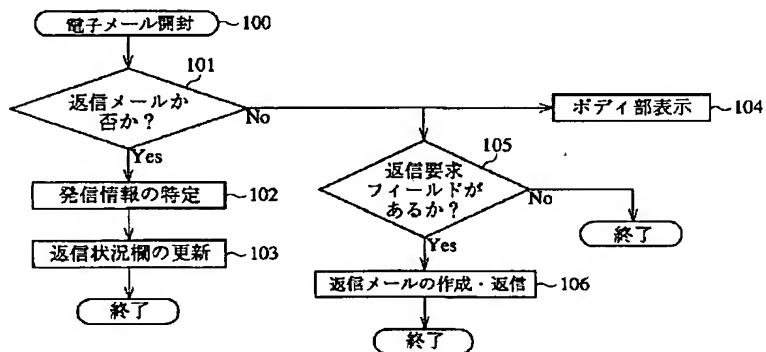 電子メール開封
100
101
返信メールか
否か？
No
Yes
ボディ部表示
104
105
返信要求
フィールドが
あるか？
No
Yes
発信情報の特定
102
終了
返信状況欄の更新
103
返信メールの作成・返信
106
終了
終了